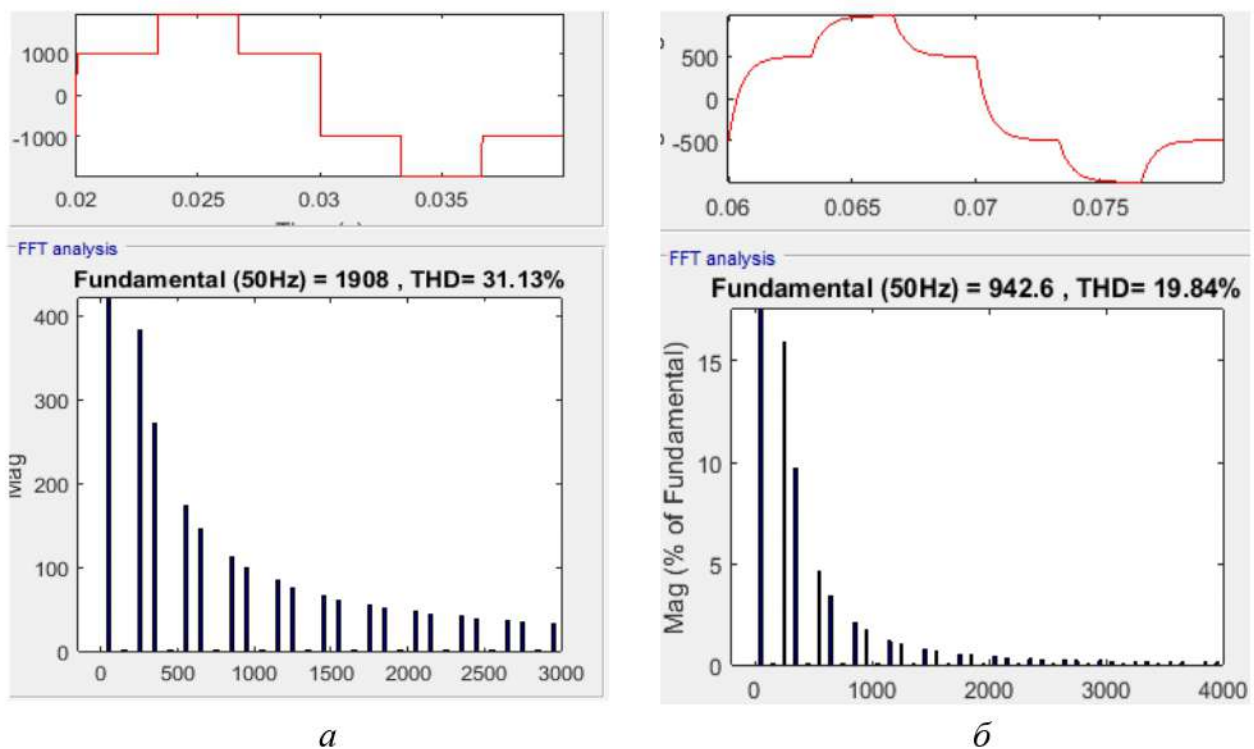 1000
0
-1000
0.02 0.025 0.03 0.035
FFT analysis
Fundamental (50Hz) = 1908 , THD= 31.13%
400
300
200
100
0
Mag
0 500 1000 1500 2000 2500 3000
а
500
0
-500
0.06 0.065 0.07 0.075
FFT analysis
Fundamental (50Hz) = 942.6 , THD= 19.84%
15
10
5
0
Mag (% of Fundamental)
0 1000 2000 3000 4000
б